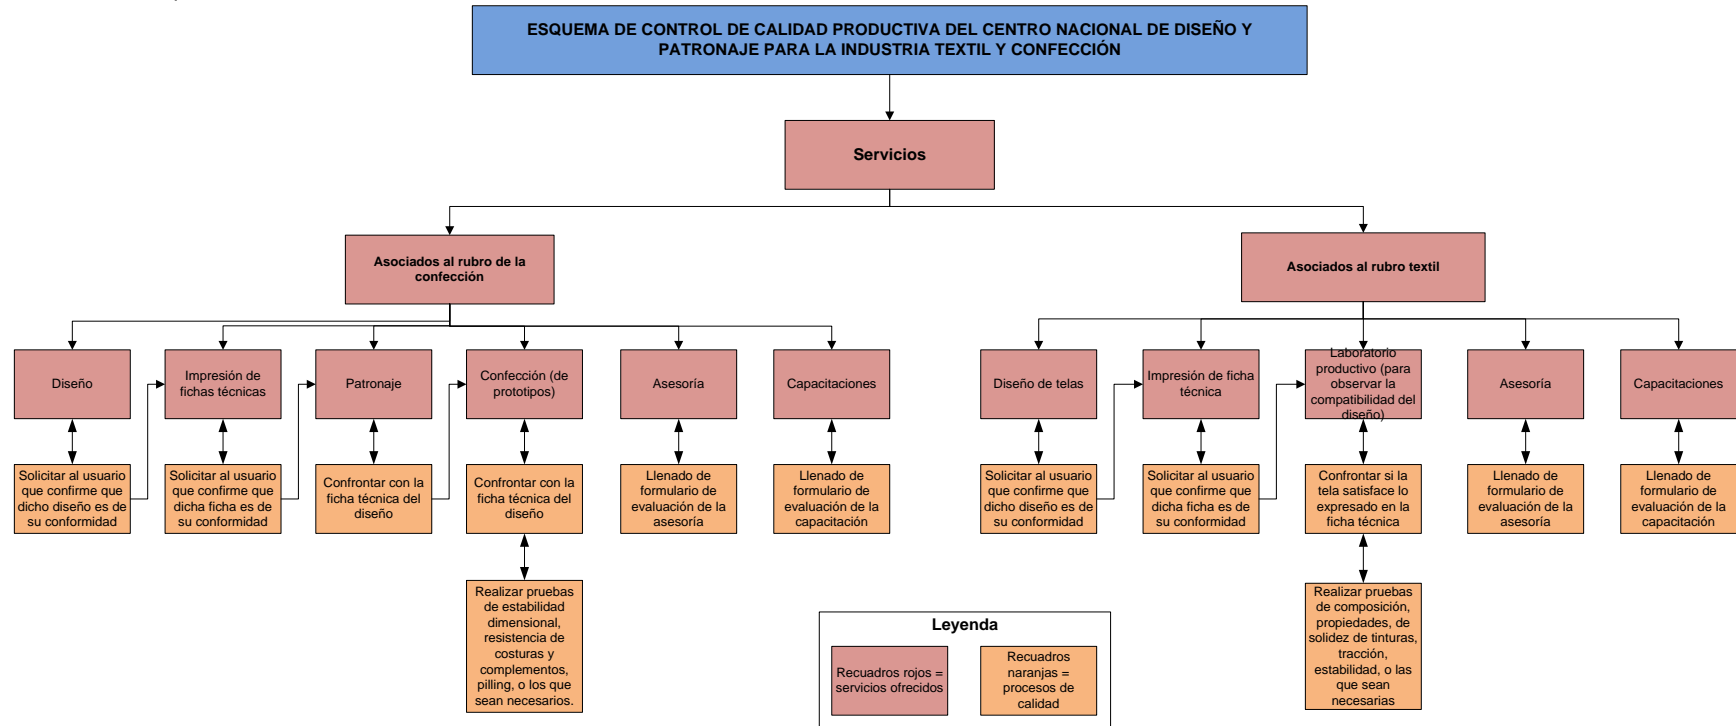 ESQUEMA DE CONTROL DE CALIDAD PRODUCTIVA DEL CENTRO NACIONAL DE DISEÑO Y
PATRONAJE PARA LA INDUSTRIA TEXTIL Y CONFECCIÓN
Servicios
Asociados al rubro de la
confección
Asociados al rubro textil
Diseño
Impresión de
fichas técnicas
Patronaje
Confección (de
prototipos)
Asesoría
Capacitaciones
Diseño de telas
Impresión de ficha
técnica
Laboratorio
productivo (para
observar la
compatibilidad del
diseño)
Asesoría
Capacitaciones
Solicitar al usuario
que confirme que
dicho diseño es de
su conformidad
Solicitar al usuario
que confirme que
dicha ficha es de
su conformidad
Confrontar con la
ficha técnica del
diseño
Confrontar con la
ficha técnica del
diseño
Llenado de
formulario de
evaluación de la
asesoría
Llenado de
formulario de
evaluación de la
capacitación
Solicitar al usuario
que confirme que
dicho diseño es de
su conformidad
Solicitar al usuario
que confirme que
dicha ficha es de
su conformidad
Confrontar si la
tela satisface lo
expresado en la
ficha técnica
Llenado de
formulario de
evaluación de la
asesoría
Llenado de
formulario de
evaluación de la
capacitación
Realizar pruebas
de estabilidad
dimensional,
resistencia de
costuras y
complementos,
pilling, o los que
sean necesarios.
Realizar pruebas
de composición,
propiedades, de
solidez de tinturas,
tracción,
estabilidad, o las
que sean
necesarias
Leyenda
Recuadros rojos =
servicios ofrecidos
Recuadros
naranjas =
procesos de
calidad